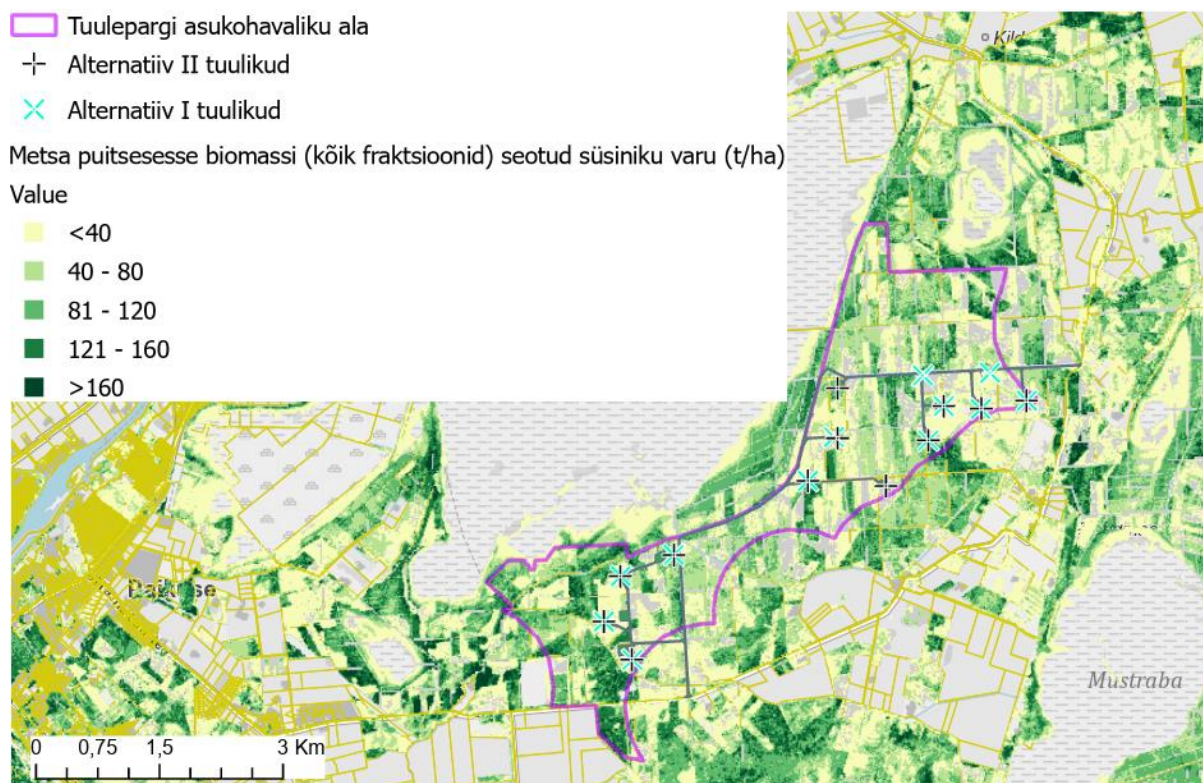 Tuulepargi asukohavaliku ala
Alternatiiv II tuulikud
Alternatiiv I tuulikud
Metsa puitsesesse biomassi (kõik fraktsioonid) seotud süsiniku varu (t/ha)
Value
<40
40 - 80
81 - 120
121 - 160
>160
Kild
Paikuse
Mustraba
0 0,75 1,5 3 Km